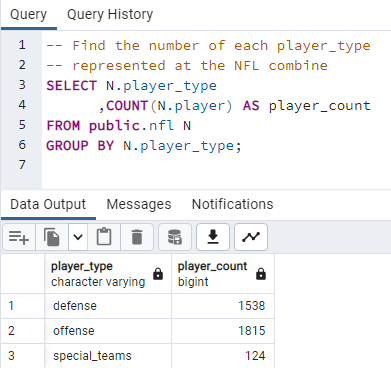 Query Query History
1 -- Find the number of each player_type
2 -- represented at the NFL combine
3 SELECT N.player_type
4 ,COUNT(N.player) AS player_count
5 FROM public.nfl N
6 GROUP BY N.player_type;
7
Data Output Messages Notifications
player_type player_count
character varying bigint
1 defense 1538
2 offense 1815
3 special_teams 124